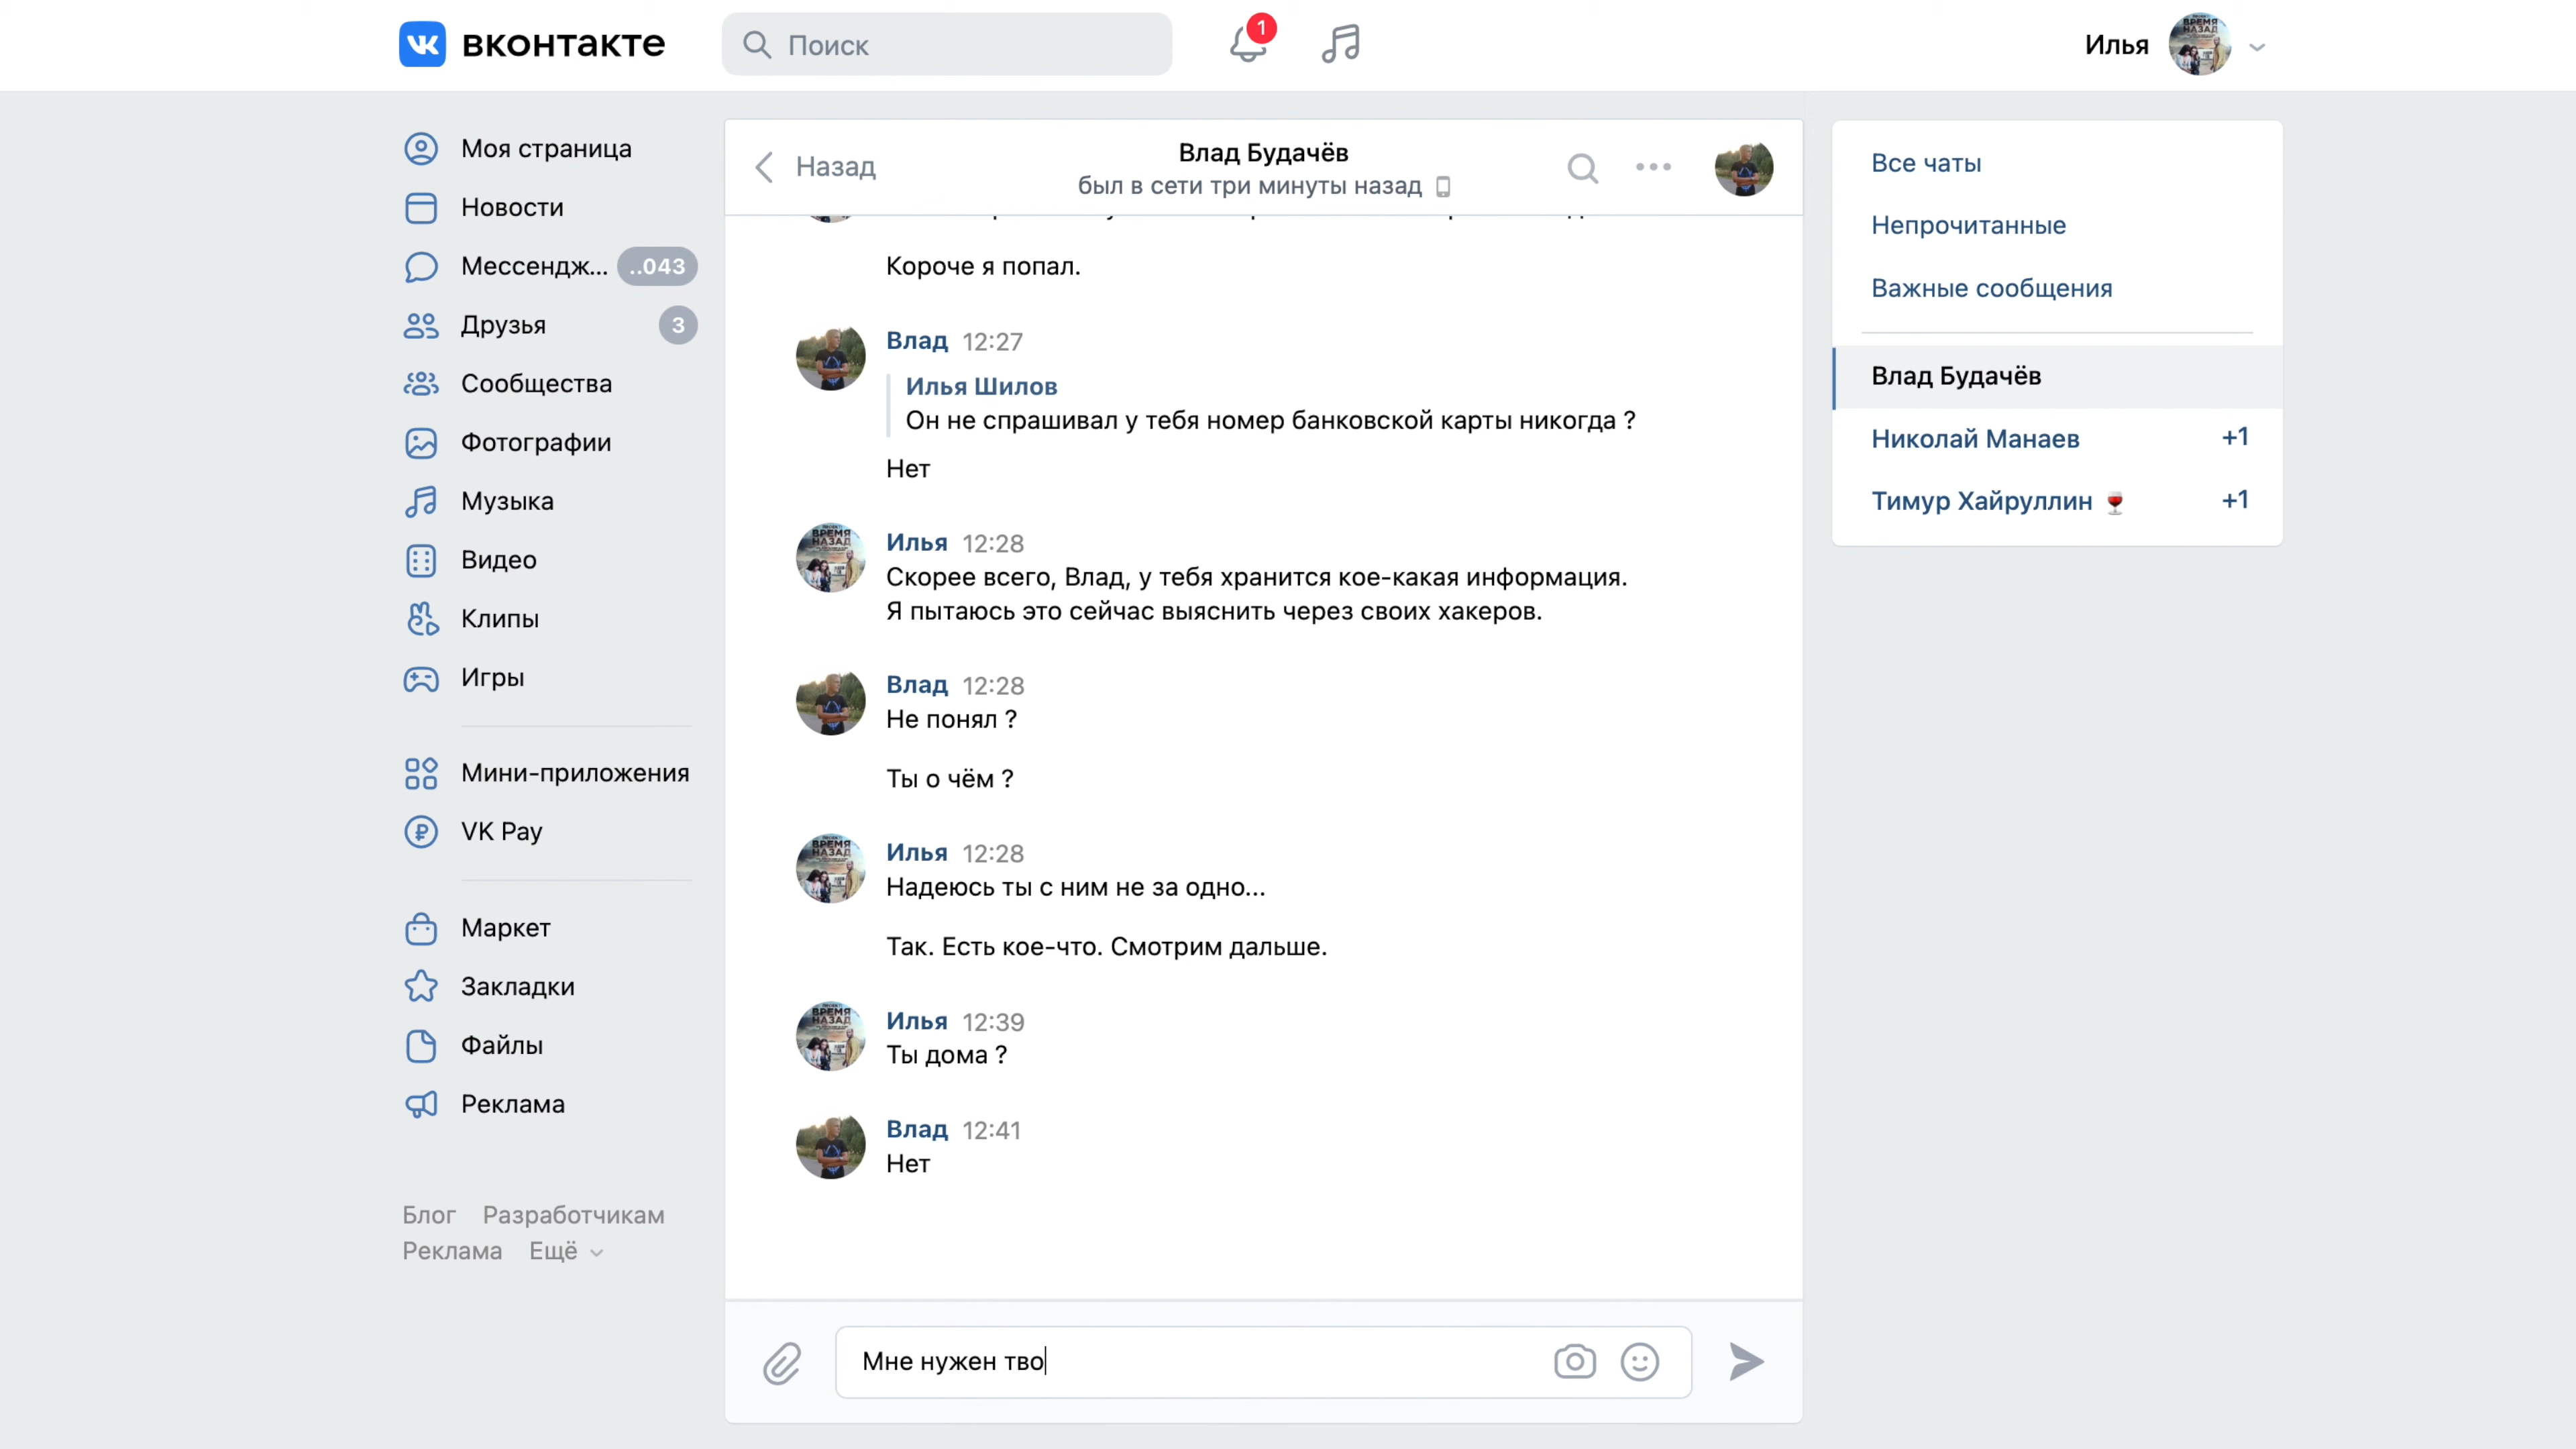 вконтакте
Поиск
1
Илья
Моя страница
Новости
Мессендж... ..043
Друзья 3
Сообщества
Фотографии
Музыка
Видео
Клипы
Игры
Мини-приложения
VK Pay
Маркет
Закладки
Файлы
Реклама
Блог Разработчикам
Реклама Ещё
Назад
Влад Будачёв
был в сети три минуты назад
Короче я попал.
Влад 12:27
Илья Шилов
Он не спрашивал у тебя номер банковской карты никогда ?
Нет
Илья 12:28
Скорее всего, Влад, у тебя хранится кое-какая информация.
Я пытаюсь это сейчас выяснить через своих хакеров.
Влад 12:28
Не понял ?
Ты о чём ?
Илья 12:28
Надеюсь ты с ним не за одно...
Так. Есть кое-что. Смотрим дальше.
Илья 12:39
Ты дома ?
Влад 12:41
Нет
Мне нужен тво
Все чаты
Непрочитанные
Важные сообщения
Влад Будачёв
Николай Манаев +1
Тимур Хайруллин 🍷 +1
ВРЕМЯ
НАЗАД